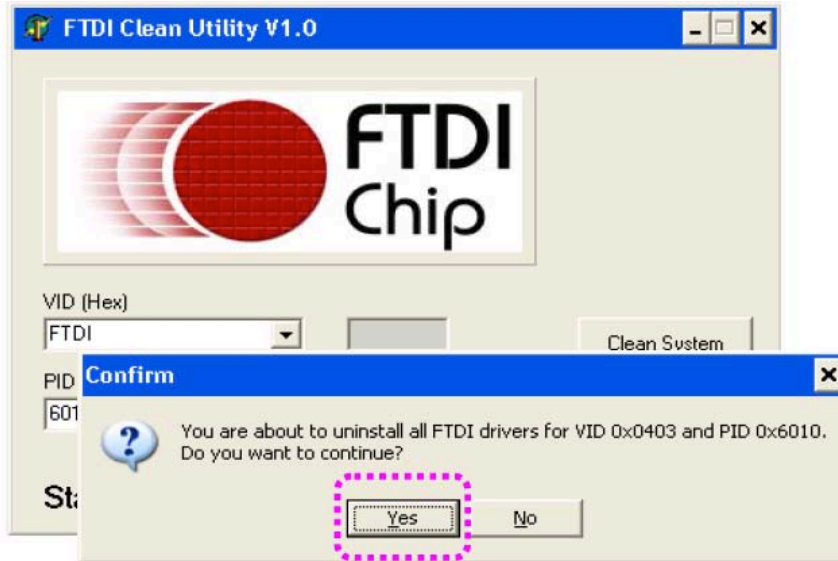 FTDI Clean Utility V1.0
FTDI
Chip
VID (Hex)
FTDI
Clean System
PID
Confirm
You are about to uninstall all FTDI drivers for VID 0x0403 and PID 0x6010.
Do you want to continue?
Yes
No